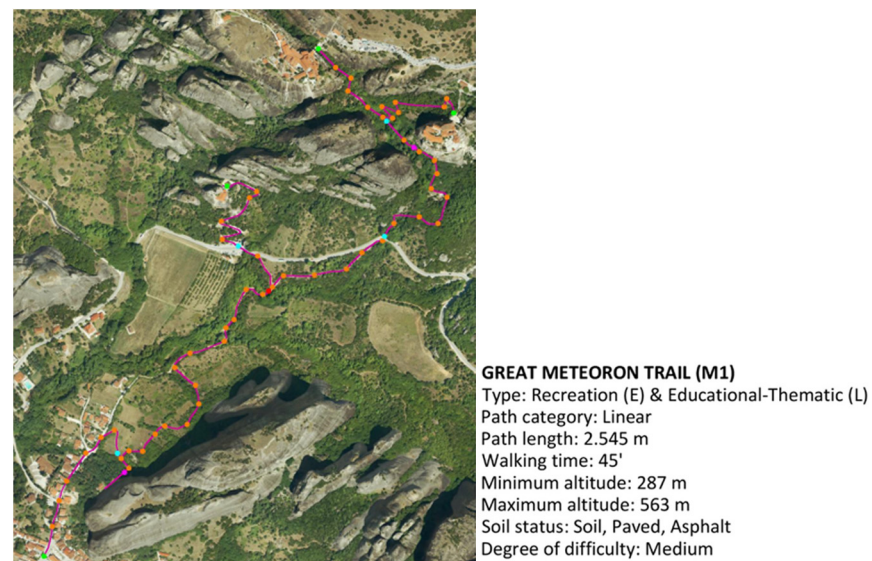 GREAT METEORON TRAIL (M1)
Type: Recreation (E) & Educational-Thematic (L)
Path category: Linear
Path length: 2.545 m
Walking time: 45'
Minimum altitude: 287 m
Maximum altitude: 563 m
Soil status: Soil, Paved, Asphalt
Degree of difficulty: Medium